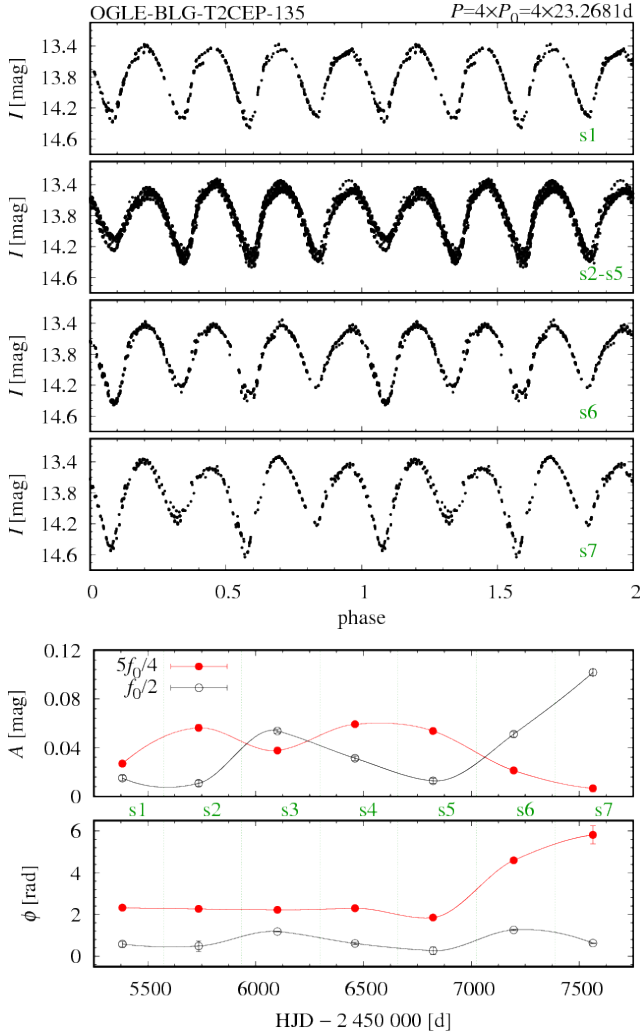 OGLE-BLG-T2CEP-135 P=4×P₀=4×23.2681d
13.4
13.8
14.2
14.6
I [mag]
s1
13.4
13.8
14.2
14.6
I [mag]
s2-s5
13.4
13.8
14.2
14.6
I [mag]
s6
13.4
13.8
14.2
14.6
I [mag]
s7
0 0.5 1 1.5 2
phase
0.12
0.08
0.04
0
A [mag]
5f₀/4
f₀/2
s1 s2 s3 s4 s5 s6 s7
6
4
2
0
ϕ [rad]
5500 6000 6500 7000 7500
HJD − 2 450 000 [d]